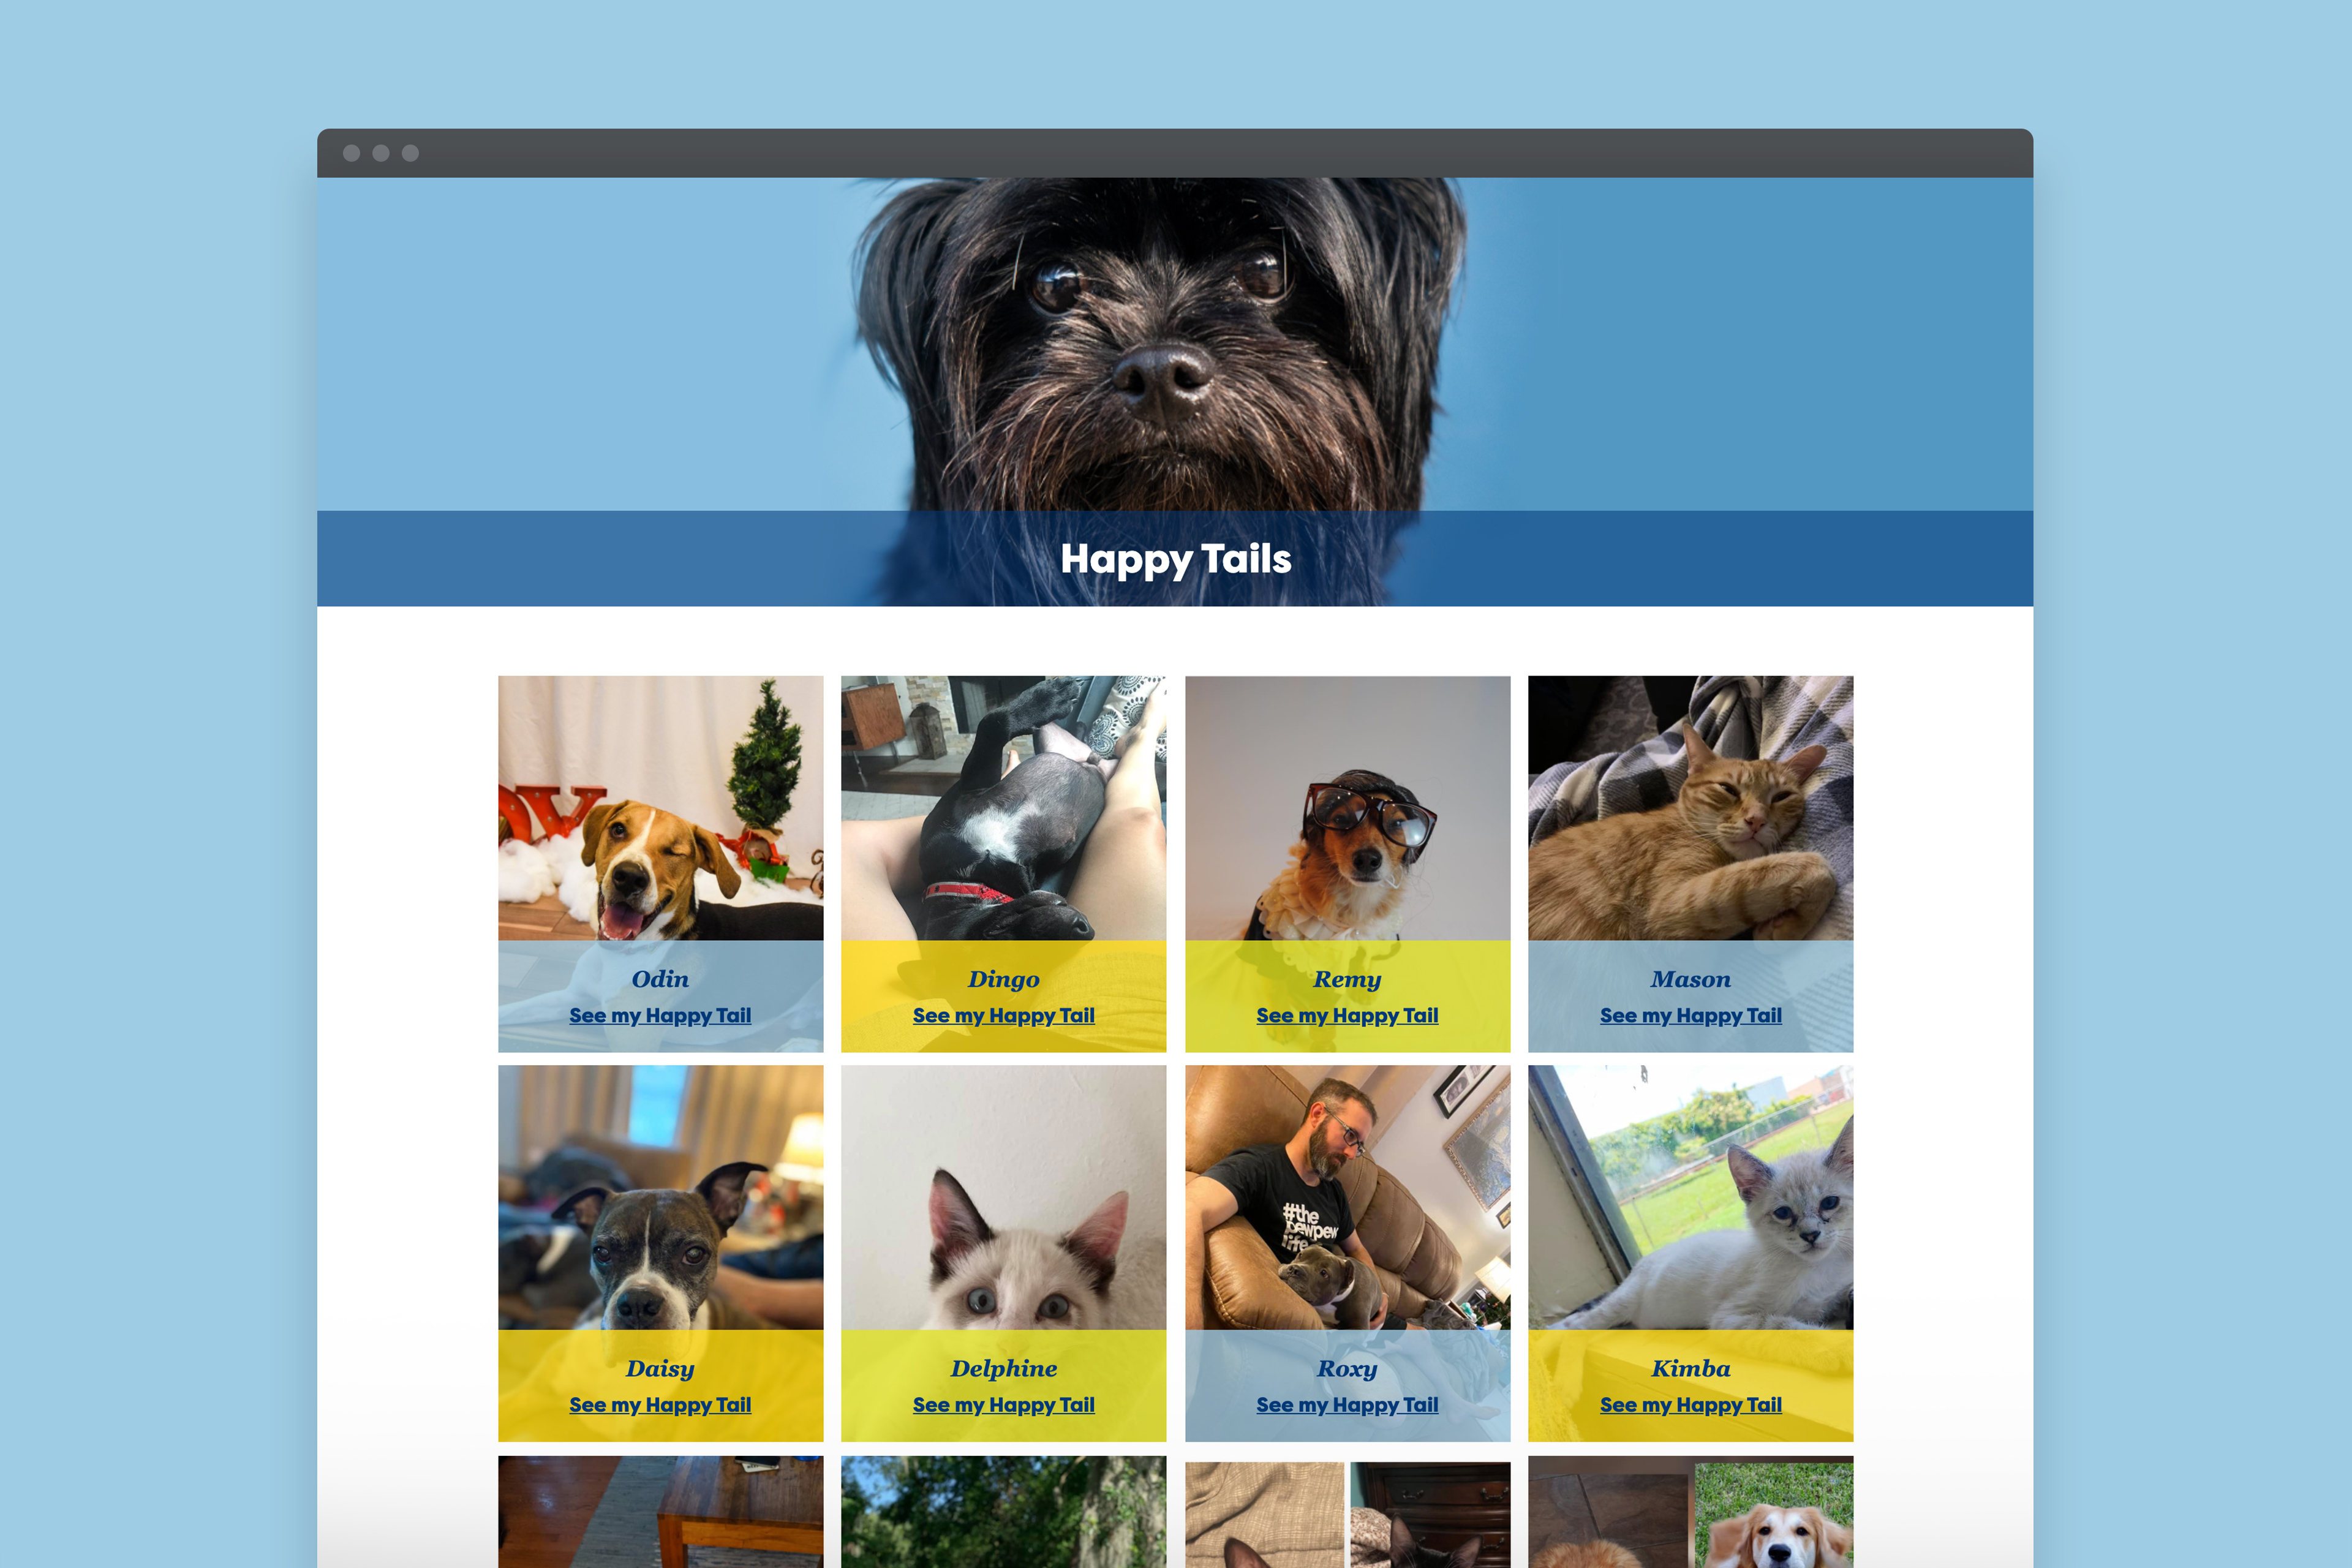 Happy Tails
W
Odin
See my Happy Tail
Dingo
See my Happy Tail
Remy
See my Happy Tail
Mason
See my Happy Tail
#the
pewpew
life
Daisy
See my Happy Tail
Delphine
See my Happy Tail
Roxy
See my Happy Tail
Kimba
See my Happy Tail